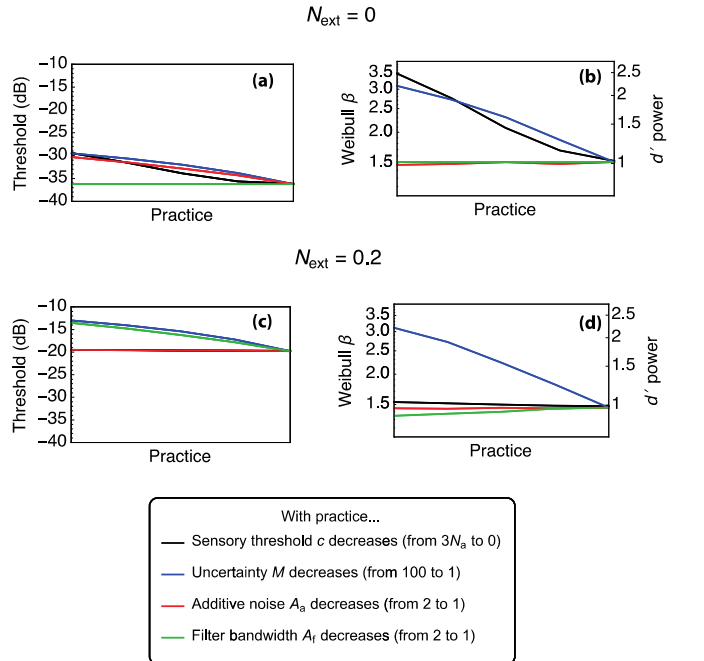 N_ext = 0
(a)
Threshold (dB)
−10
−15
−20
−25
−30
−35
−40
Practice
(b)
Weibull β
3.5
3.0
2.5
2.0
1.5
2.5
2
1.5
1
d′ power
Practice
N_ext = 0.2
(c)
Threshold (dB)
−10
−15
−20
−25
−30
−35
−40
Practice
(d)
Weibull β
3.5
3.0
2.5
2.0
1.5
2.5
2
1.5
1
d′ power
Practice
With practice...
Sensory threshold c decreases (from 3N_a to 0)
Uncertainty M decreases (from 100 to 1)
Additive noise A_a decreases (from 2 to 1)
Filter bandwidth A_f decreases (from 2 to 1)